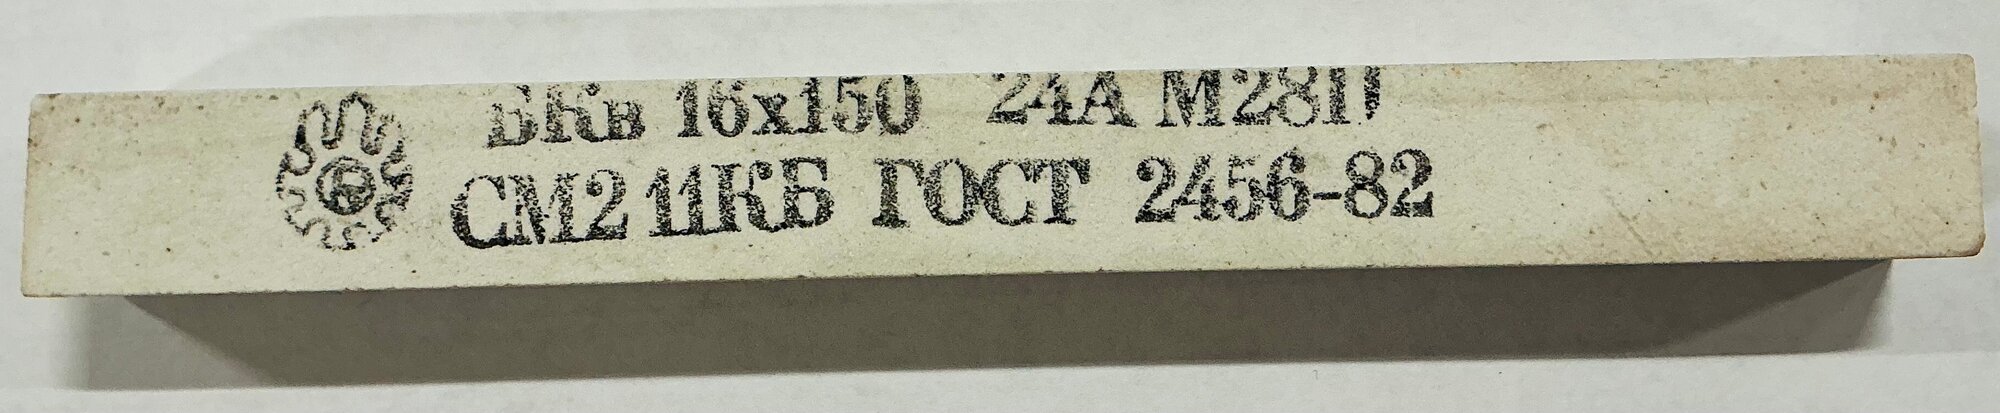 БКв 16х150 24А М28П
СМ2 11КБ ГОСТ 2456-82